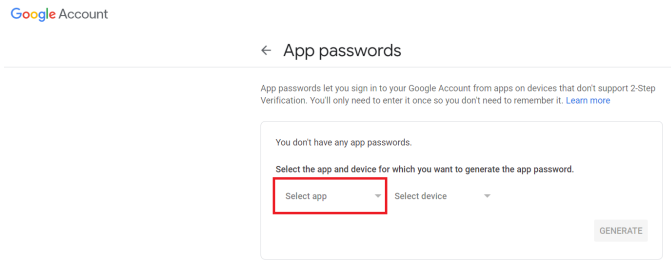 Google Account
← App passwords
App passwords let you sign in to your Google Account from apps on devices that don't support 2-Step
Verification. You'll only need to enter it once so you don't need to remember it. Learn more
You don't have any app passwords.
Select the app and device for which you want to generate the app password.
Select app Select device
GENERATE